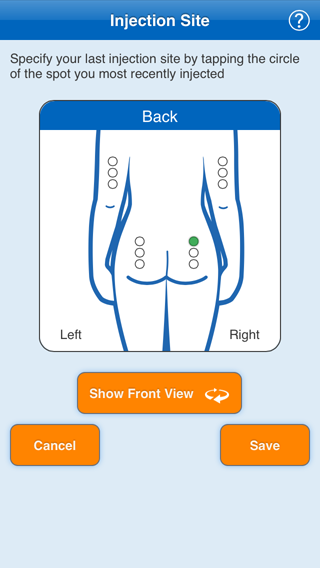 Injection Site
?
Specify your last injection site by tapping the circle
of the spot you most recently injected
Back
Left
Right
Show Front View
Cancel
Save